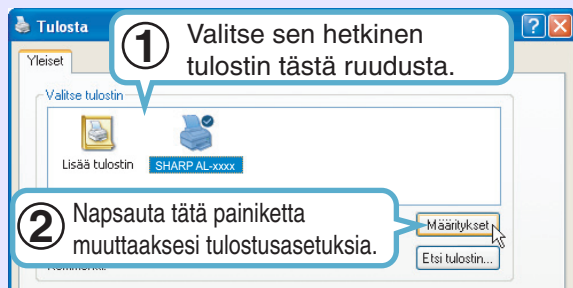 Tulosta
① Valitse sen hetkinen
tulostin tästä ruudusta.
Yleiset
Valitse tulostin
Lisää tulostin
SHARP AL-xxxx
② Napsauta tätä painiketta
muuttaaksesi tulostusasetuksia.
Määritykset
Etsi tulostin...